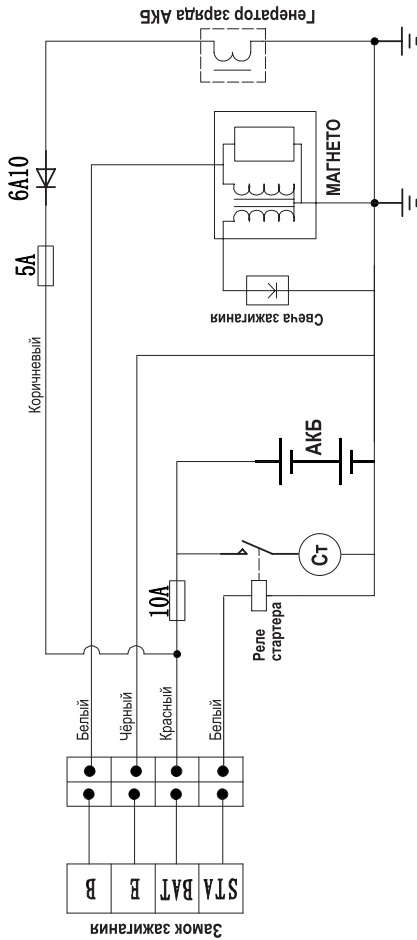 Генератор заряда АКБ
6А10
5А
Коричневый
МАГНЕТО
Свеча зажигания
АКБ
Ст
10А
Реле
стартера
Белый
Чёрный
Красный
Белый
B
E
BAT
STA
Замок зажигания